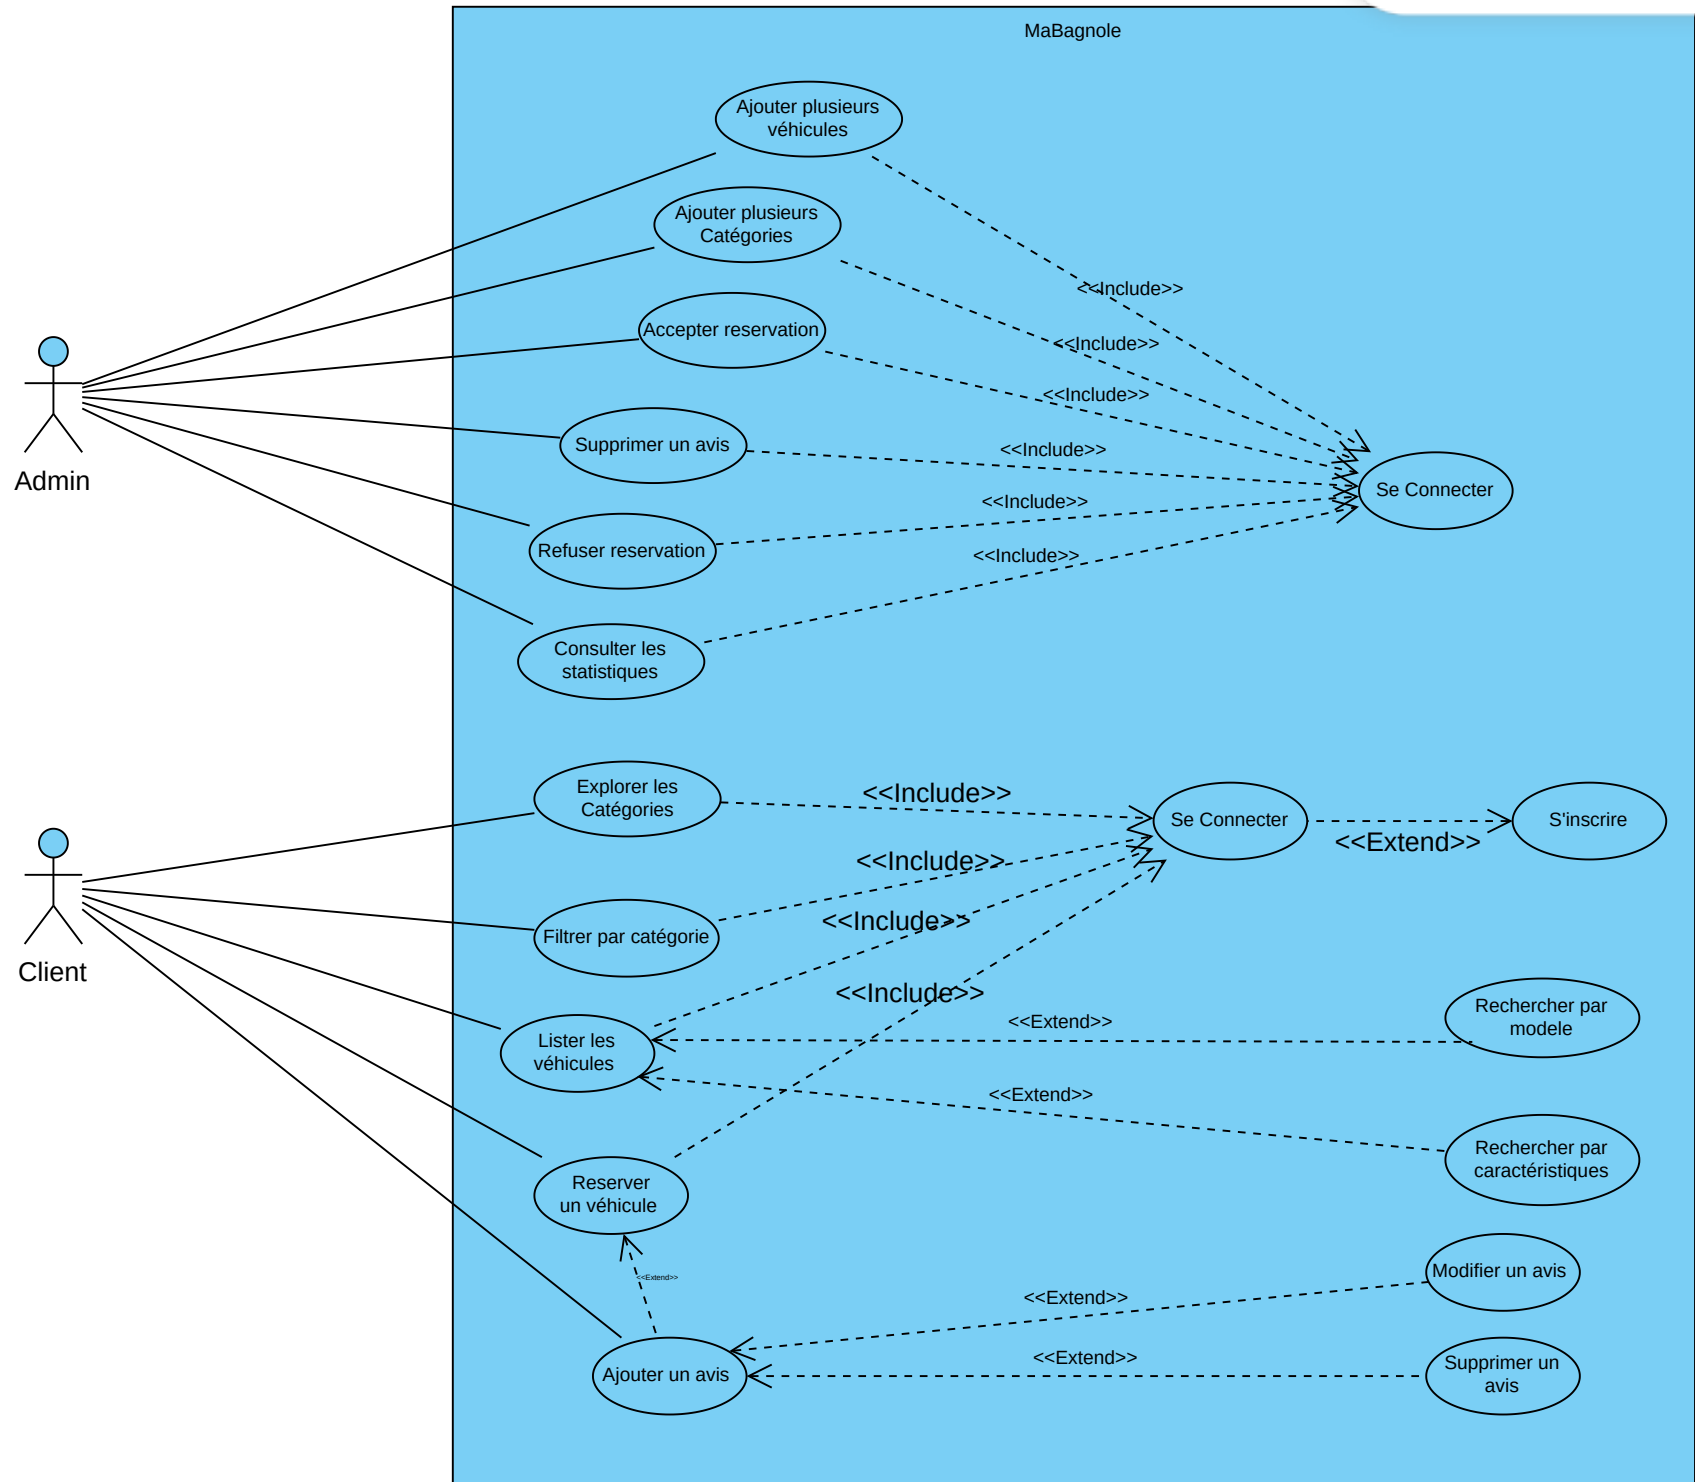 MaBagnole
Ajouter plusieurs
véhicules
Ajouter plusieurs
Catégories
<<Include>>
Accepter reservation
<<Include>>
<<Include>>
Supprimer un avis
<<Include>>
Admin
Se Connecter
<<Include>>
Refuser reservation
<<Include>>
Consulter les
statistiques
Explorer les
Catégories
<<Include>>
Se Connecter
<<Extend>>
S'inscrire
<<Include>>
Filtrer par catégorie
<<Include>>
Client
<<Include>>
Rechercher par
modele
<<Extend>>
Lister les
véhicules
<<Extend>>
Rechercher par
caractéristiques
Reserver
un véhicule
<<Extend>>
Modifier un avis
<<Extend>>
<<Extend>>
Ajouter un avis
Supprimer un
avis